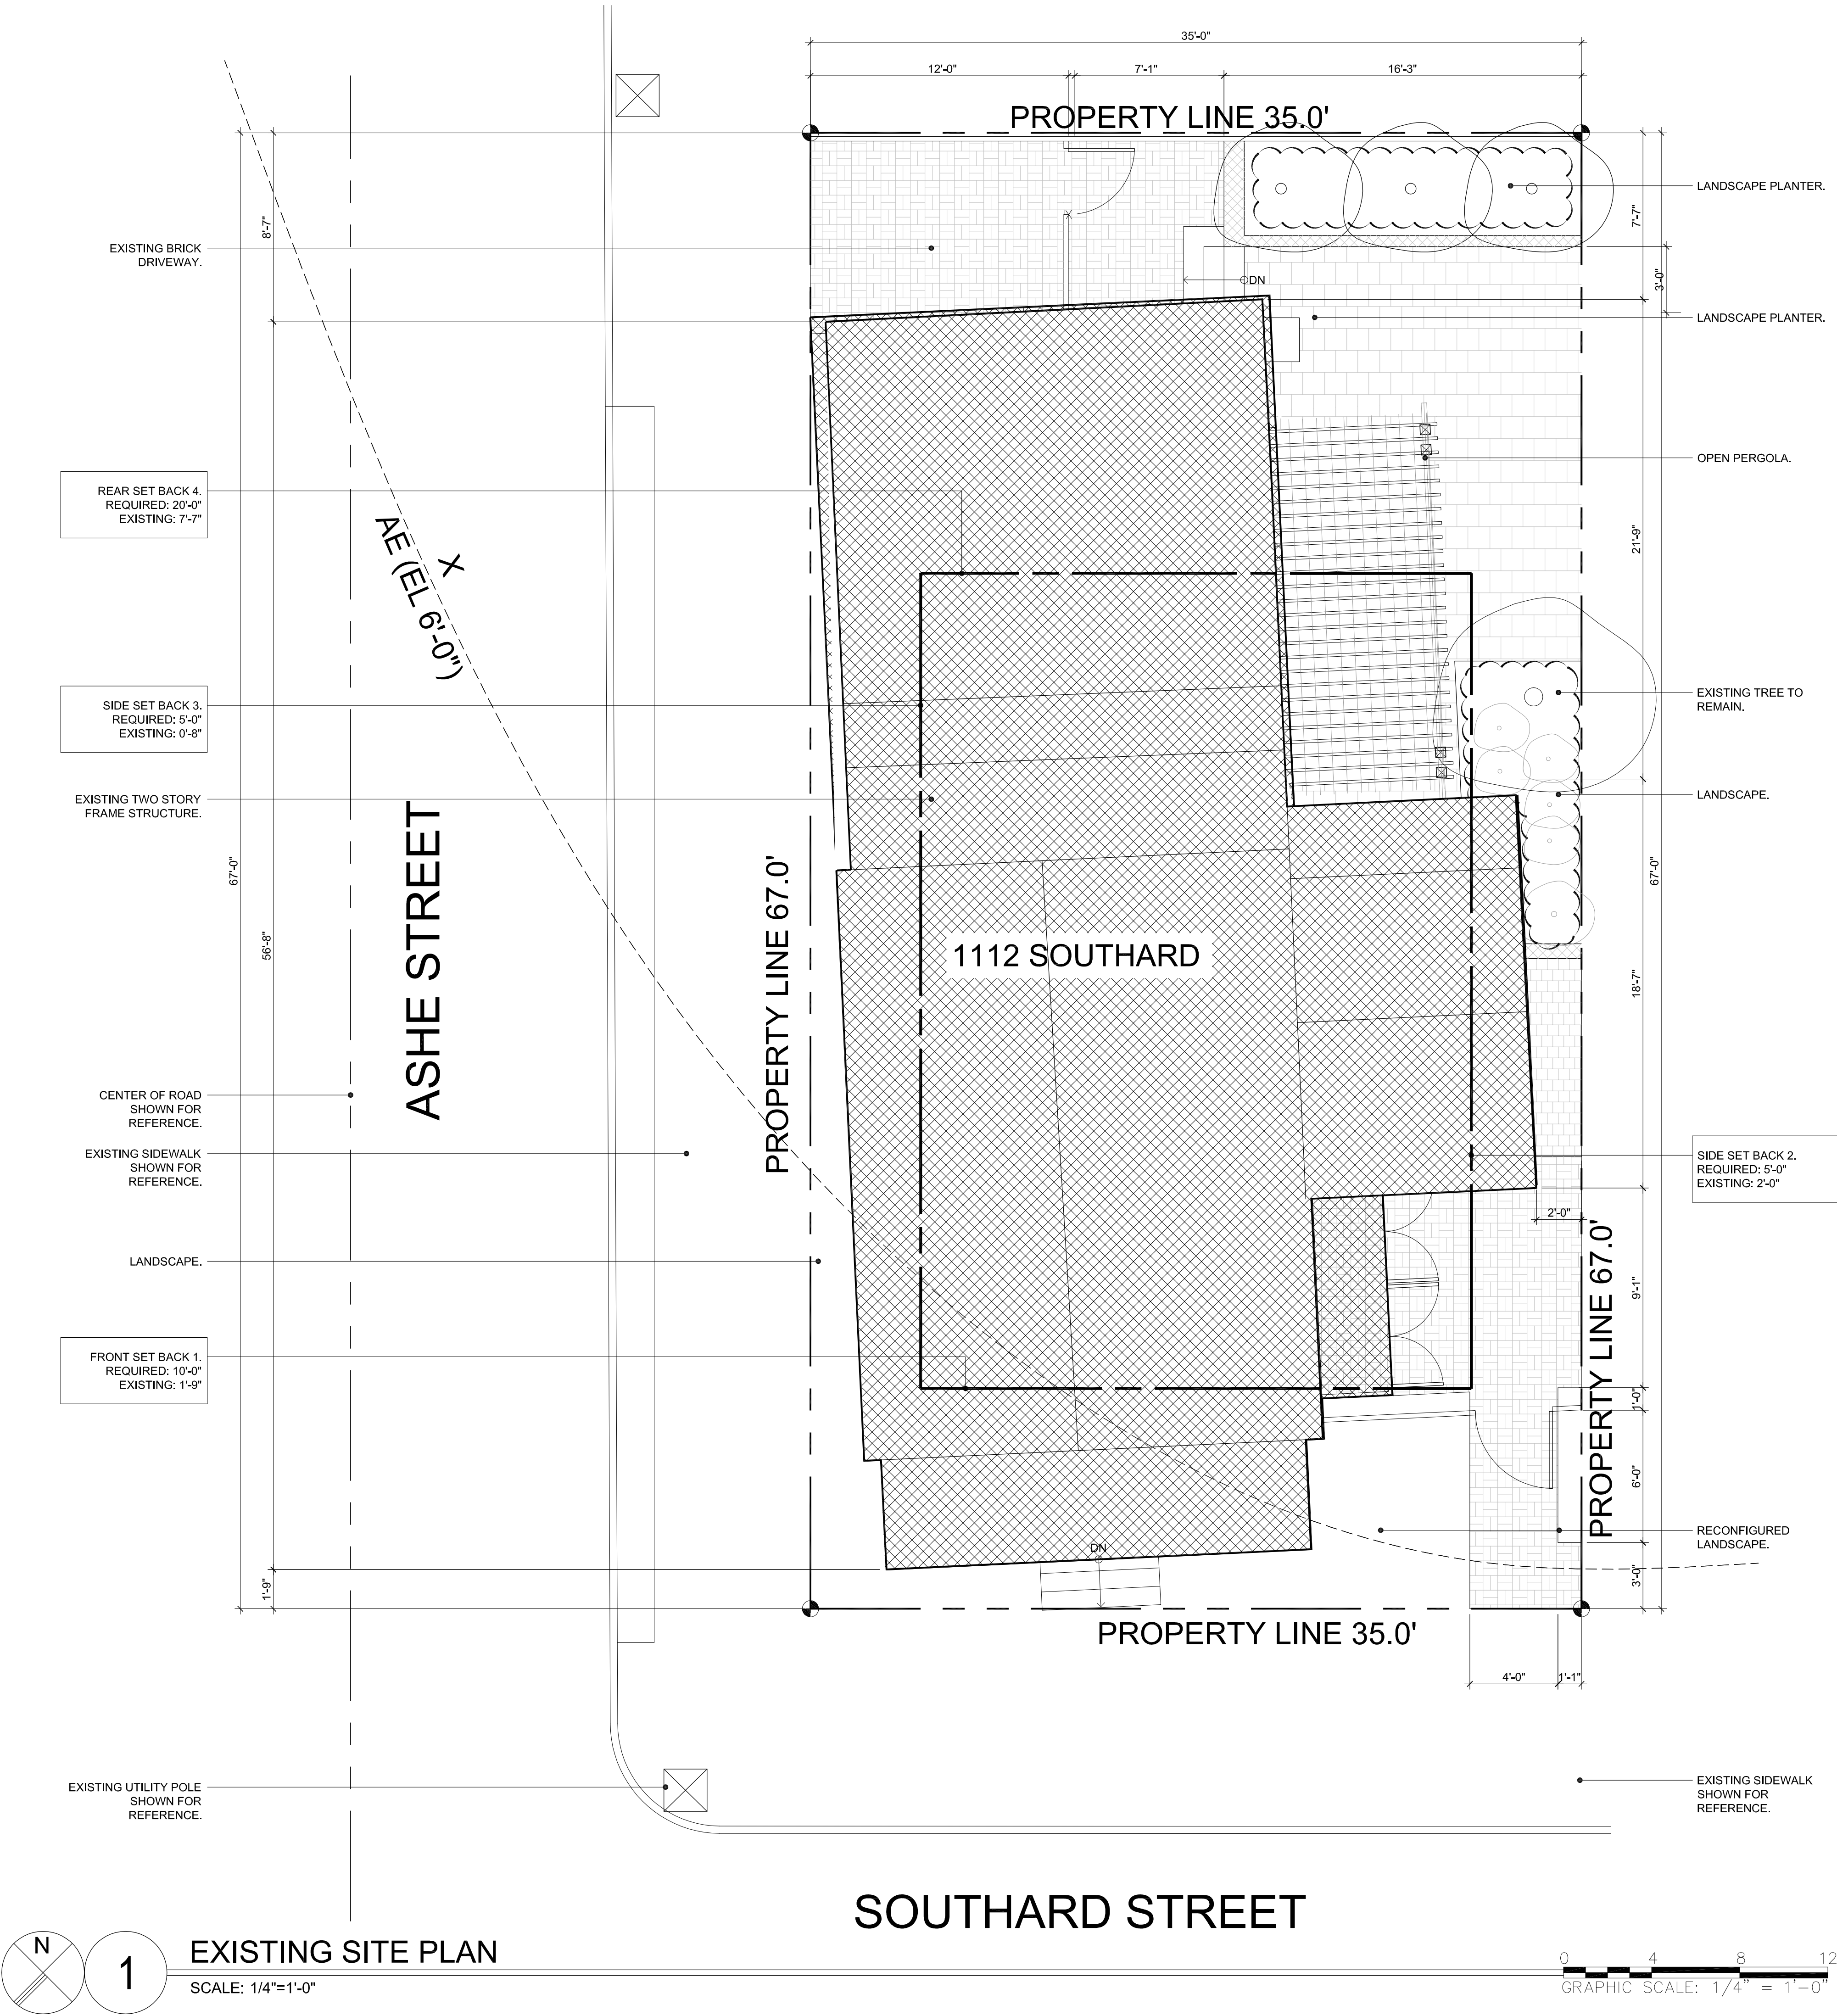 35'-0"
12'-0"
7'-1"
16'-3"
PROPERTY LINE 35.0'
LANDSCAPE PLANTER.
8'-7"
7'-7"
EXISTING BRICK
DRIVEWAY.
3'-0"
DN
LANDSCAPE PLANTER.
OPEN PERGOLA.
REAR SET BACK 4.
REQUIRED: 20'-0"
EXISTING: 7'-7"
21'-9"
X
AE (EL 6'-0")
SIDE SET BACK 3.
REQUIRED: 5'-0"
EXISTING: 0'-8"
EXISTING TREE TO
REMAIN.
EXISTING TWO STORY
FRAME STRUCTURE.
LANDSCAPE.
67'-0"
67'-0"
ASHE STREET
PROPERTY LINE 67.0'
56'-8"
1112 SOUTHARD
18'-7"
CENTER OF ROAD
SHOWN FOR
REFERENCE.
EXISTING SIDEWALK
SHOWN FOR
REFERENCE.
SIDE SET BACK 2.
REQUIRED: 5'-0"
EXISTING: 2'-0"
2'-0"
LANDSCAPE.
9'-1"
PROPERTY LINE 67.0'
FRONT SET BACK 1.
REQUIRED: 10'-0"
EXISTING: 1'-9"
1'-0"
6'-0"
RECONFIGURED
LANDSCAPE.
DN
1'-9"
3'-0"
PROPERTY LINE 35.0'
4'-0"
1'-1"
EXISTING UTILITY POLE
SHOWN FOR
REFERENCE.
EXISTING SIDEWALK
SHOWN FOR
REFERENCE.
SOUTHARD STREET
N
1
EXISTING SITE PLAN
SCALE: 1/4"=1'-0"
0 4 8 12
GRAPHIC SCALE: 1/4" = 1'-0"